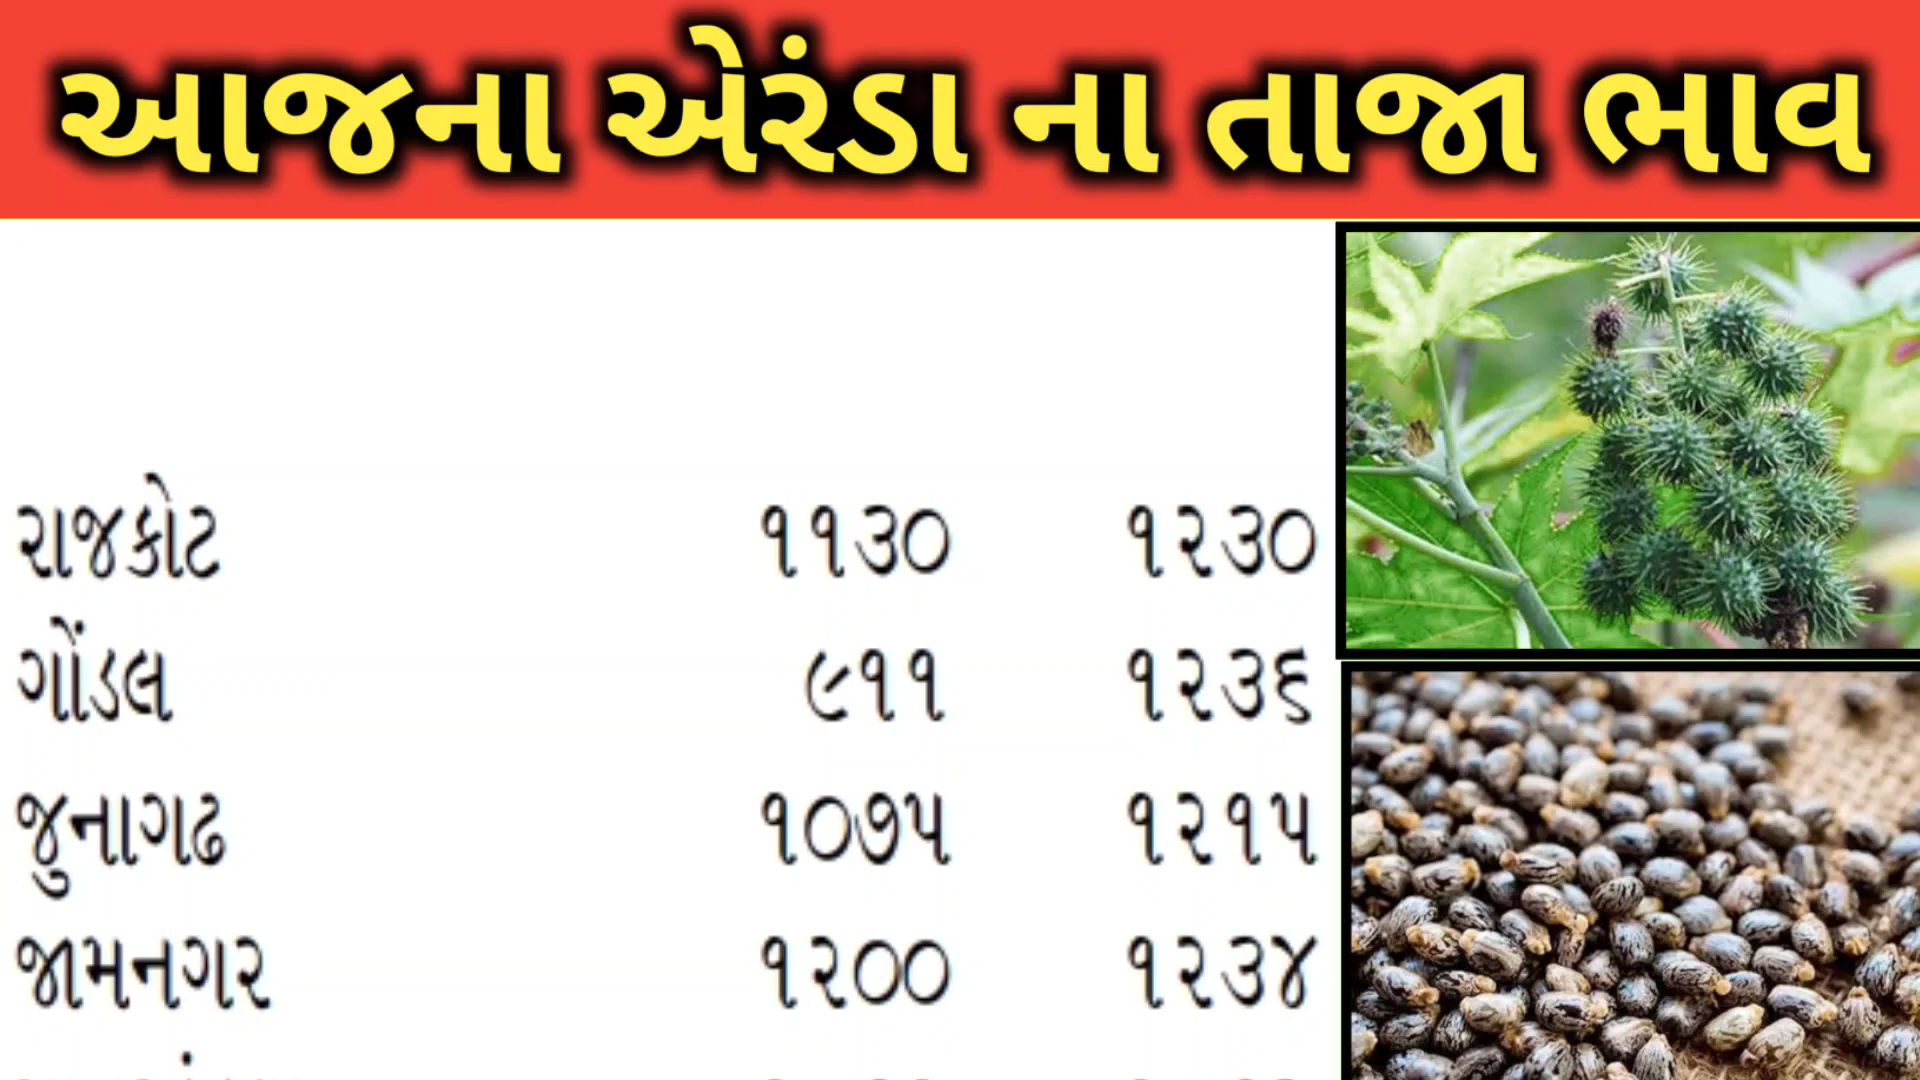 આજના એરંડા ના તાજા ભાવ
રાજકોટ ૧૧૩૦ ૧૨૩૦
ગોંડલ ૯૧૧ ૧૨૩૬
જુનાગઢ ૧૦૭૫ ૧૨૧૫
જામનગર ૧૨૦૦ ૧૨૩૪